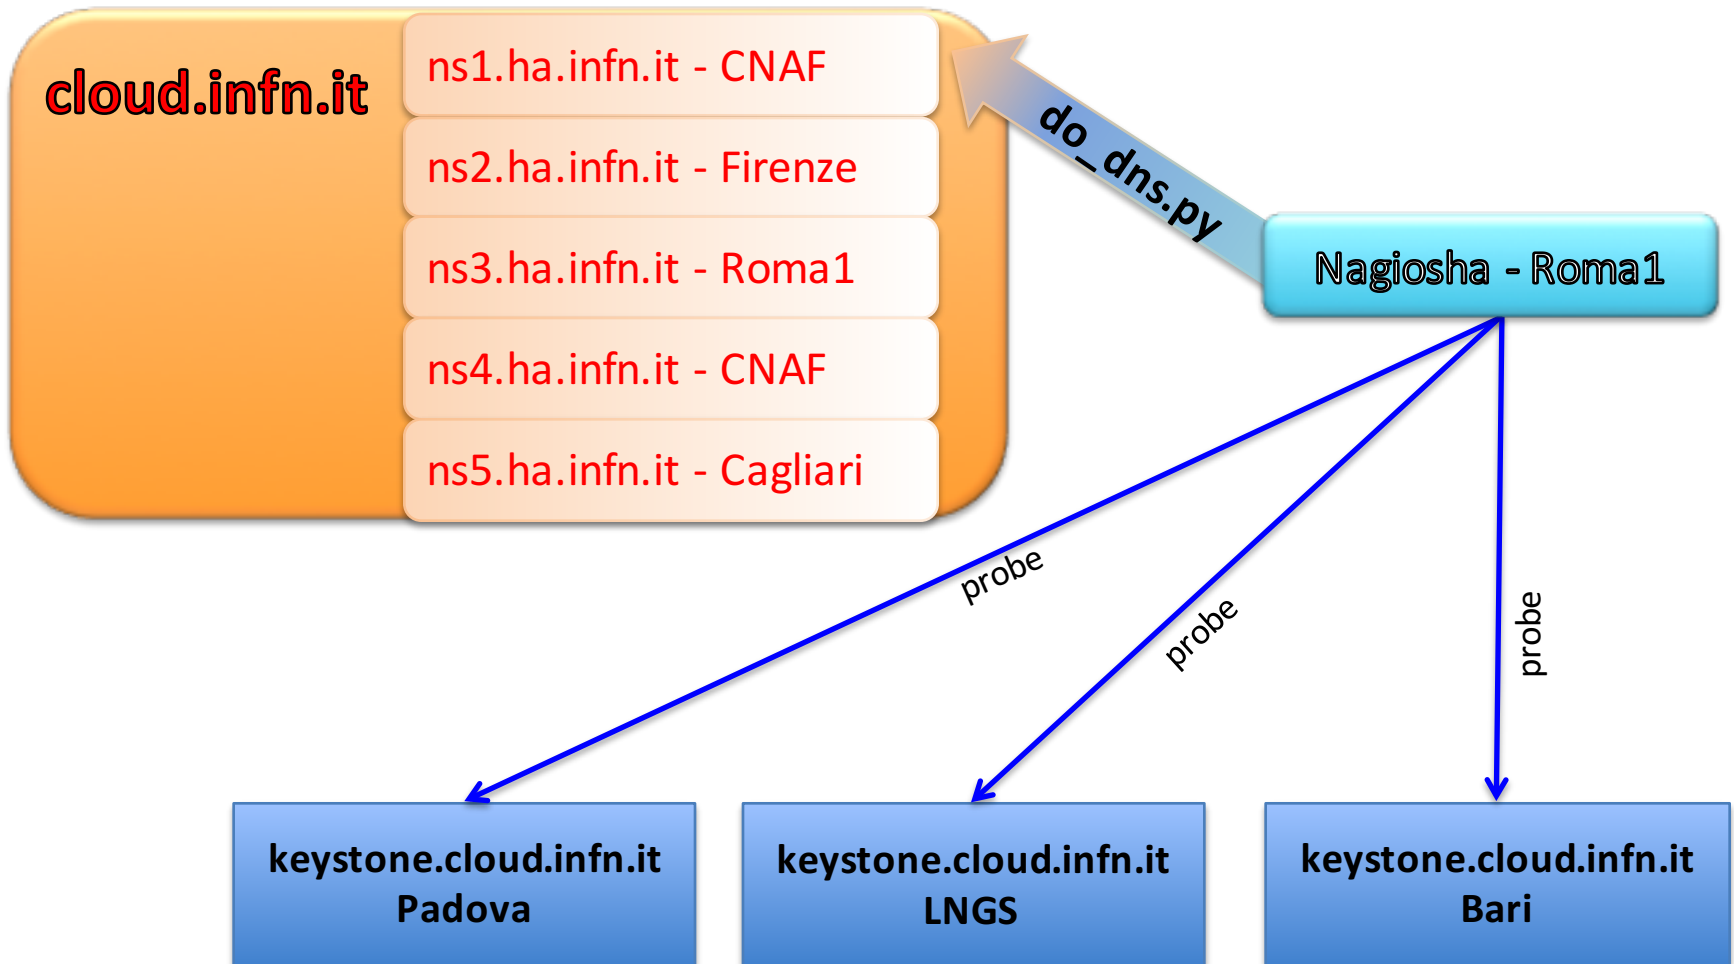 cloud.infn.it
ns1.ha.infn.it - CNAF
ns2.ha.infn.it - Firenze
ns3.ha.infn.it - Roma1
ns4.ha.infn.it - CNAF
ns5.ha.infn.it - Cagliari
do_dns.py
Nagiosha - Roma1
probe
probe
probe
keystone.cloud.infn.it
Padova
keystone.cloud.infn.it
LNGS
keystone.cloud.infn.it
Bari